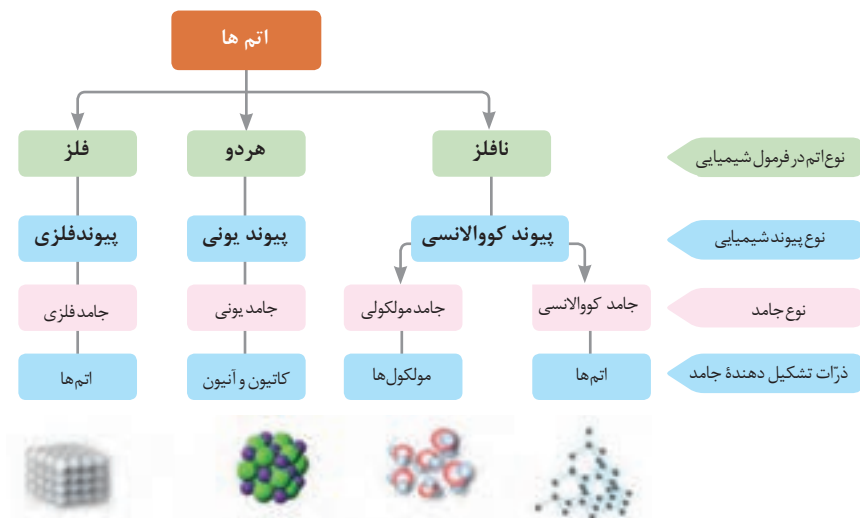 اتم ها
نوع اتم در فرمول شیمیایی
نافلز
هردو
فلز
نوع پیوند شیمیایی
پیوند کووالانسی
پیوند یونی
پیوندفلزی
نوع جامد
جامد کووالانسی
جامد مولکولی
جامد یونی
جامد فلزی
ذرّات تشکیل دهندهٔ جامد
اتم‌ها
مولکول‌ها
کاتیون و آنیون
اتم‌ها